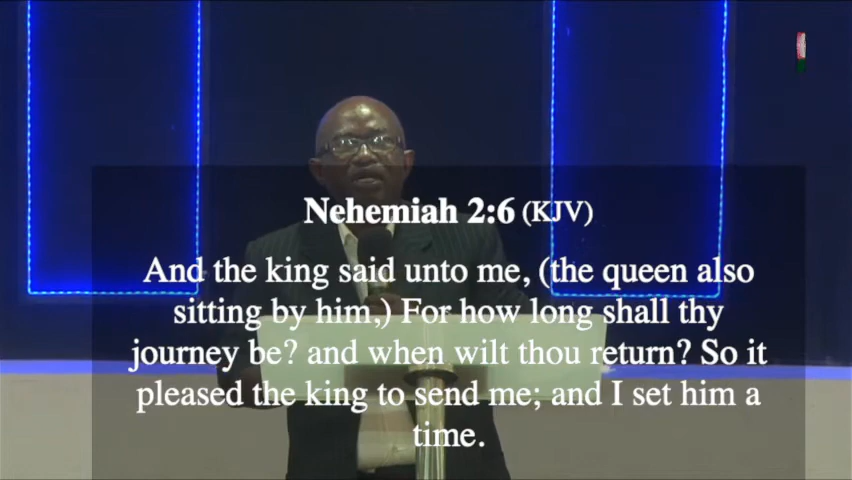 Nehemiah 2:6 (KJV)
And the king said unto me, (the queen also
sitting by him,) For how long shall thy
journey be? and when wilt thou return? So it
pleased the king to send me; and I set him a
time.